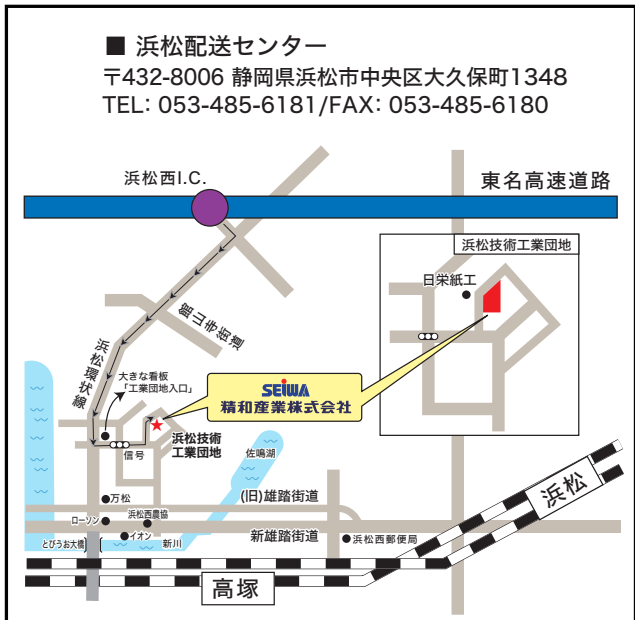 ■ 浜松配送センター
〒432-8006 静岡県浜松市中央区大久保町1348
TEL: 053-485-6181/FAX: 053-485-6180
浜松西I.C.
東名高速道路
浜松技術工業団地
日栄紙工
舘山寺街道
浜松環状線
大きな看板
「工業団地入口」
SEIWA
精和産業株式会社
浜松技術
工業団地
信号
佐鳴湖
万松
(旧)雄踏街道
ローソン
浜松西農協
新雄踏街道
イオン
とびうお大橋
新川
浜松西郵便局
浜松
高塚